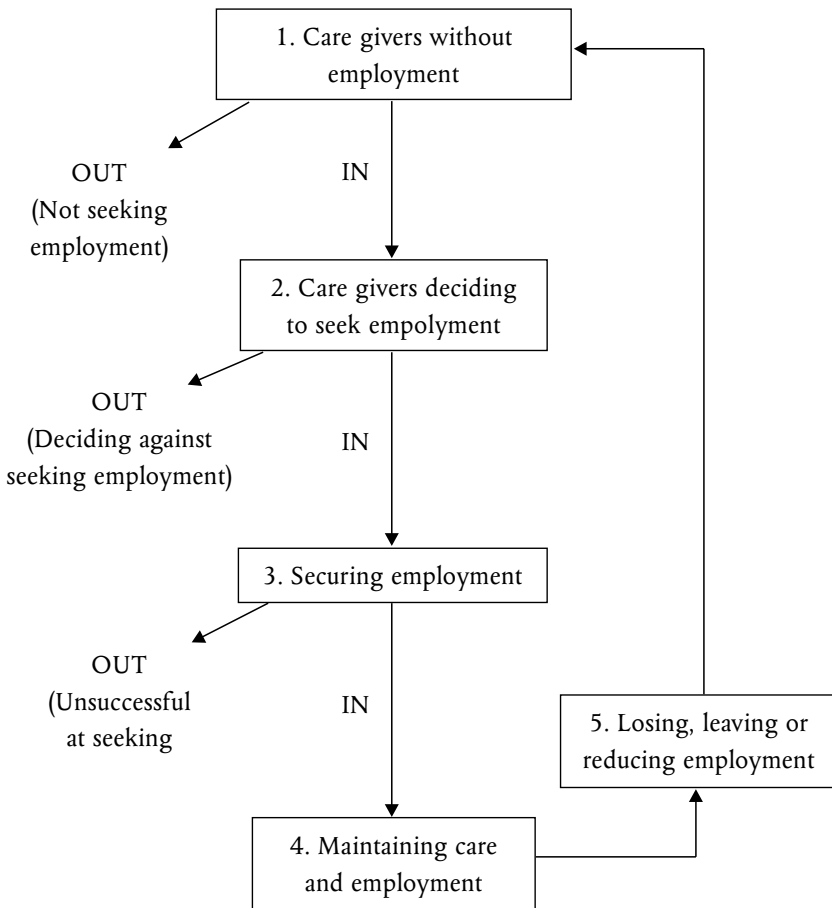 1. Care givers without
employment
OUT
(Not seeking
employment)
IN
2. Care givers deciding
to seek empolyment
OUT
(Deciding against
seeking employment)
IN
3. Securing employment
OUT
(Unsuccessful
at seeking
IN
5. Losing, leaving or
reducing employment
4. Maintaining care
and employment